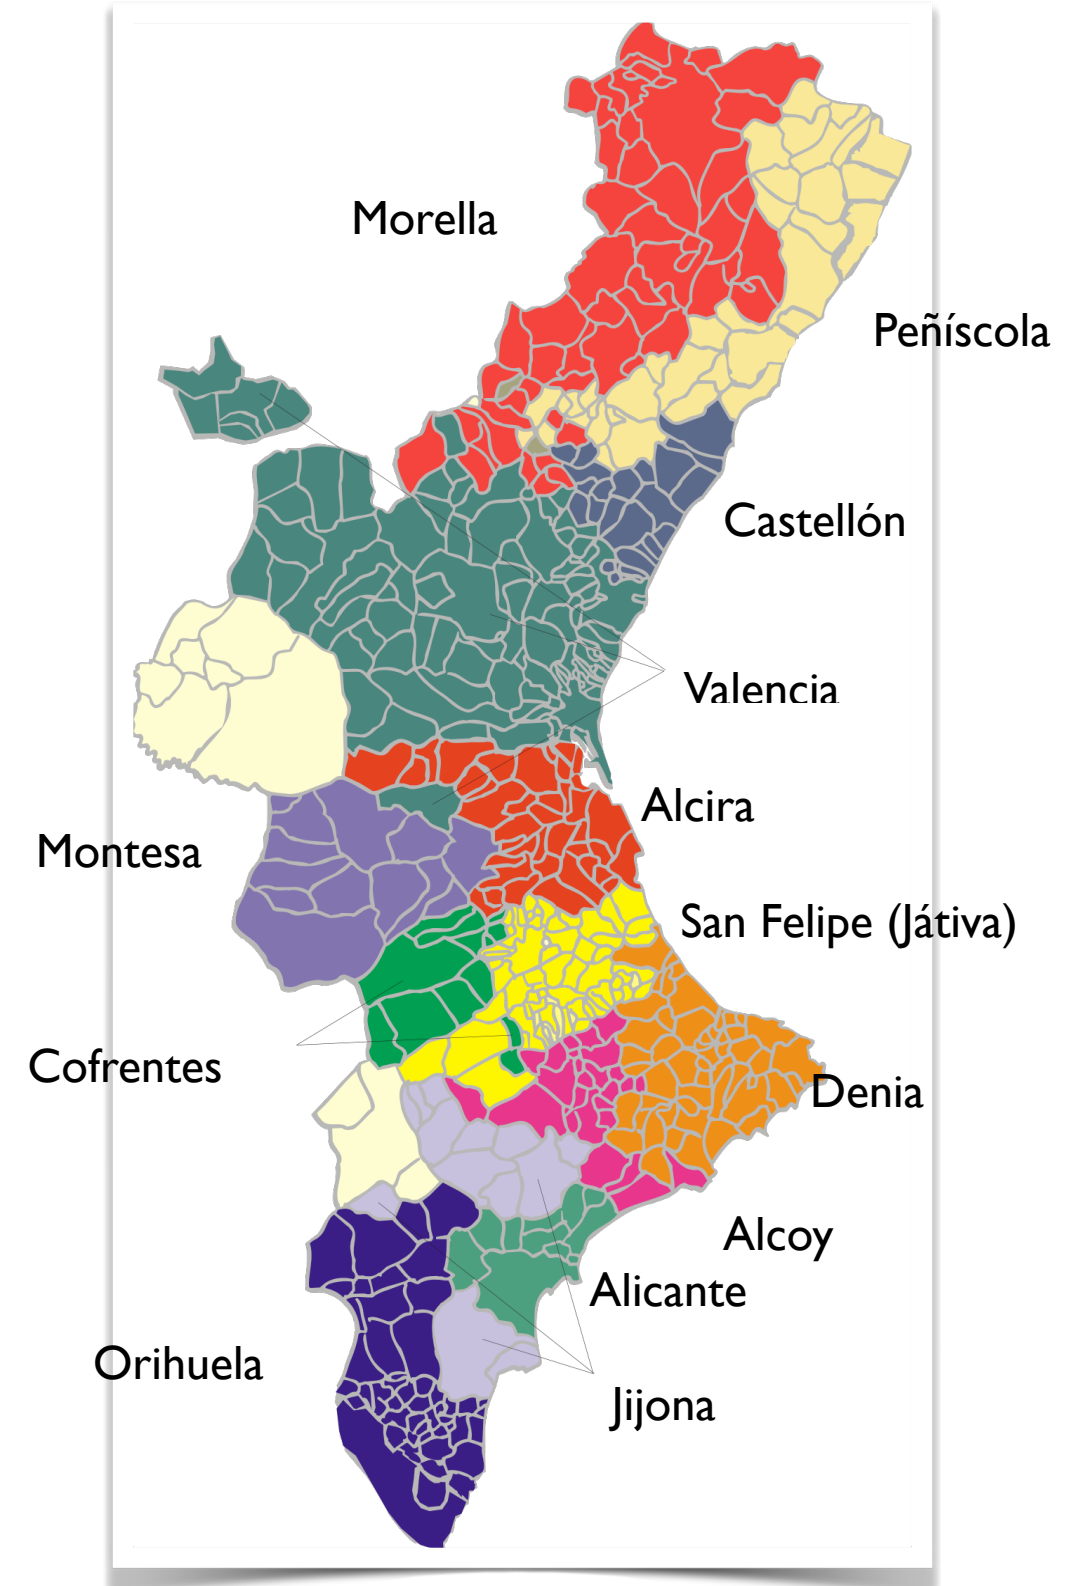 Morella
Peñíscola
Castellón
Valencia
Alcira
Montesa
San Felipe (Játiva)
Cofrentes
Denia
Alcoy
Alicante
Orihuela
Jijona